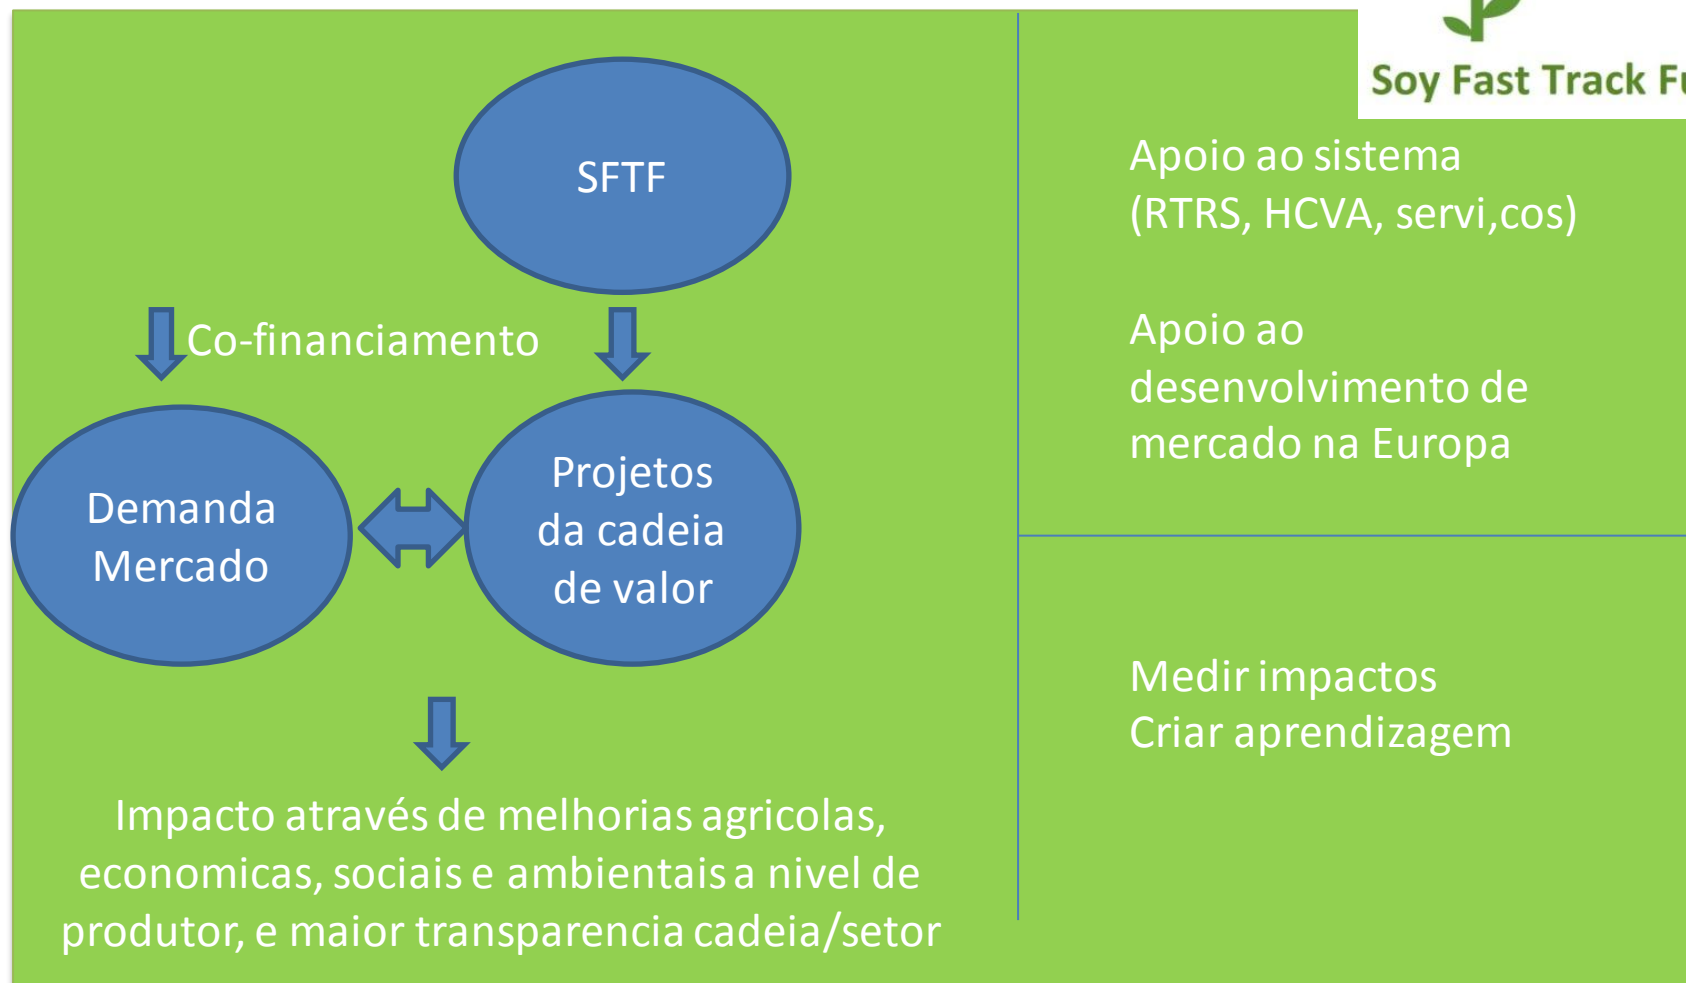 Soy Fast Track
SFTF
Co-financiamento
Demanda
Mercado
Projetos
da cadeia
de valor
Impacto através de melhorias agricolas,
economicas, sociais e ambientais a nivel de
produtor, e maior transparencia cadeia/setor
Apoio ao sistema
(RTRS, HCVA, servi,cos)
Apoio ao
desenvolvimento de
mercado na Europa
Medir impactos
Criar aprendizagem